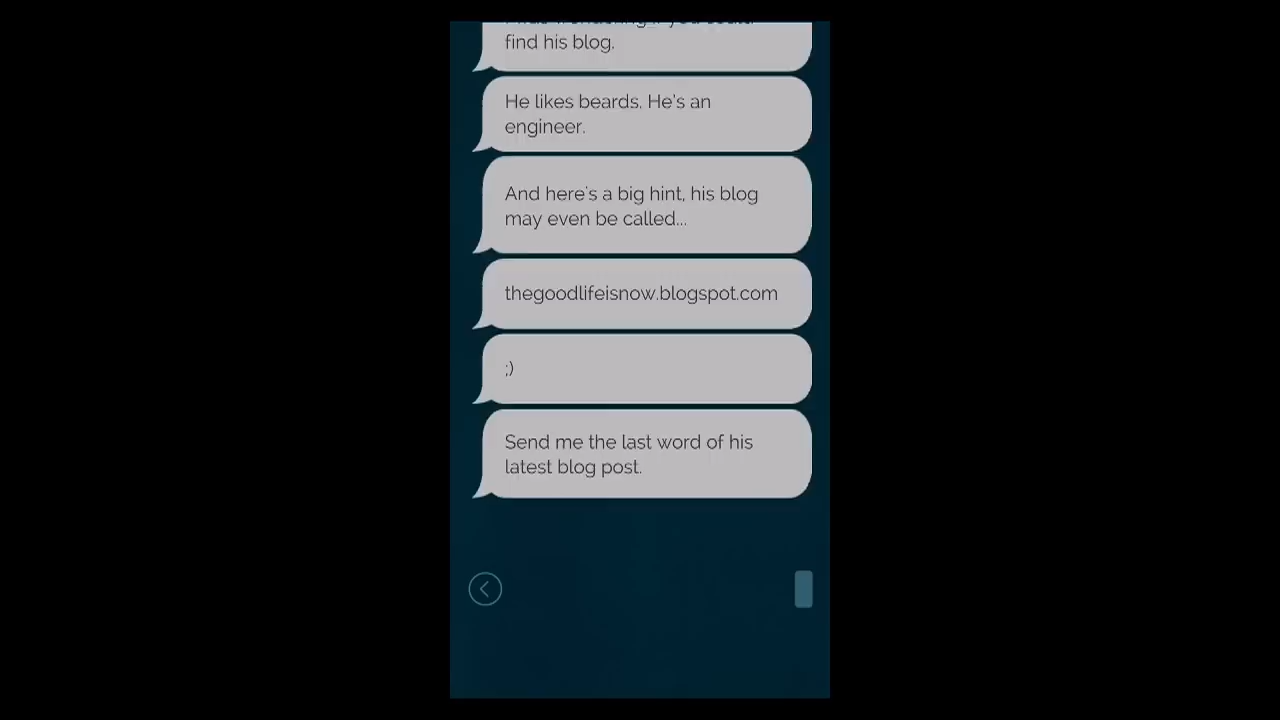 find his blog.
He likes beards. He's an
engineer.
And here's a big hint, his blog
may even be called...
thegoodlifeisnow.blogspot.com
;)
Send me the last word of his
latest blog post.